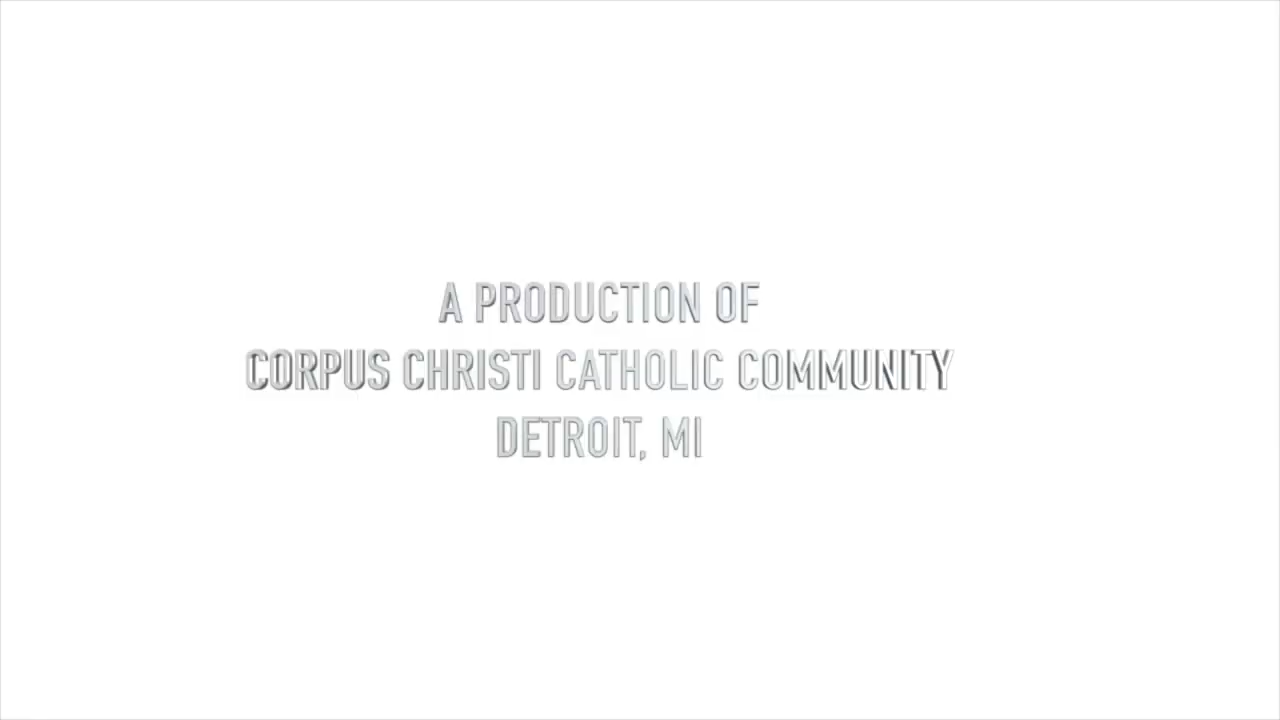 A PRODUCTION OF
CORPUS CHRISTI CATHOLIC COMMUNITY
DETROIT, MI